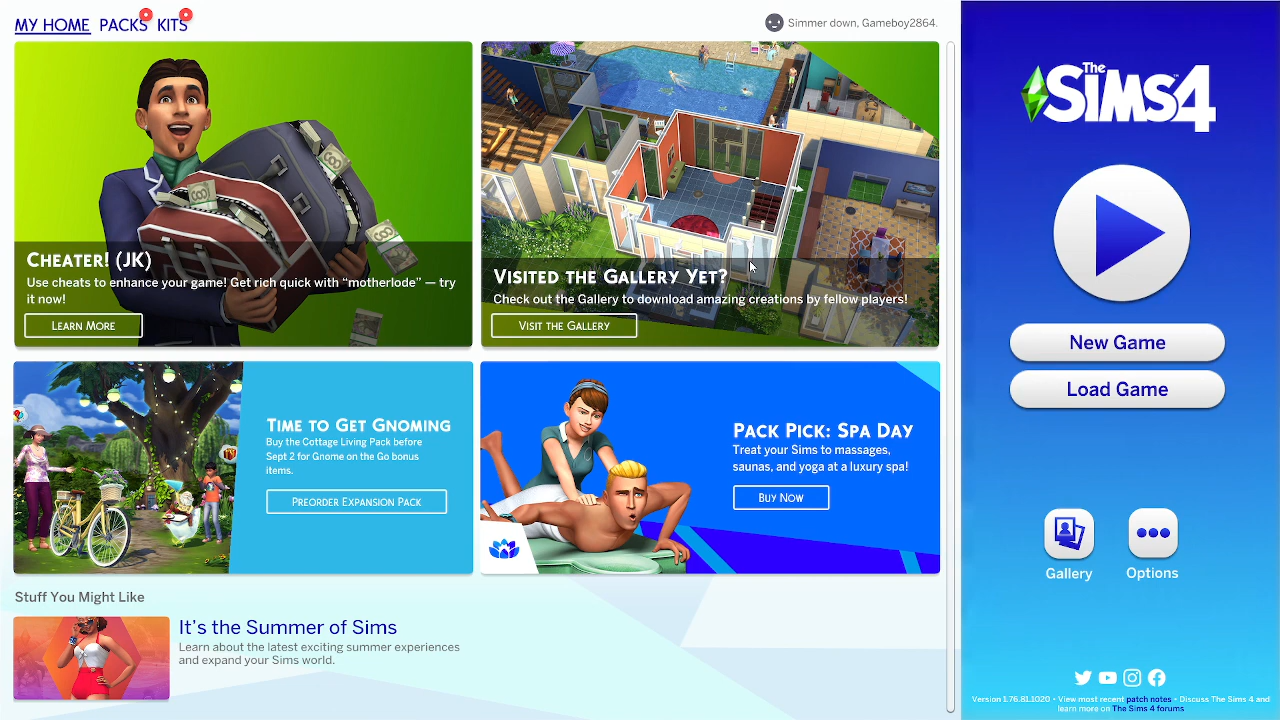 MY HOME PACKS KITS
Simmer down, Gameboy2864.
CHEATER! (JK)
Use cheats to enhance your game! Get rich quick with “motherlode” — try
it now!
LEARN MORE
VISITED THE GALLERY YET?
Check out the Gallery to download amazing creations by fellow players!
VISIT THE GALLERY
TIME TO GET GNOMING
Buy the Cottage Living Pack before
Sept 2 for Gnome on the Go bonus
items.
PREORDER EXPANSION PACK
PACK PICK: SPA DAY
Treat your Sims to massages,
saunas, and yoga at a luxury spa!
BUY NOW
Stuff You Might Like
It's the Summer of Sims
Learn about the latest exciting summer experiences
and expand your Sims world.
The SIMS 4
New Game
Load Game
Gallery
Options
Version 1.76.81.1020 • View most recent patch notes • Discuss The Sims 4 and
learn more on The Sims 4 forums